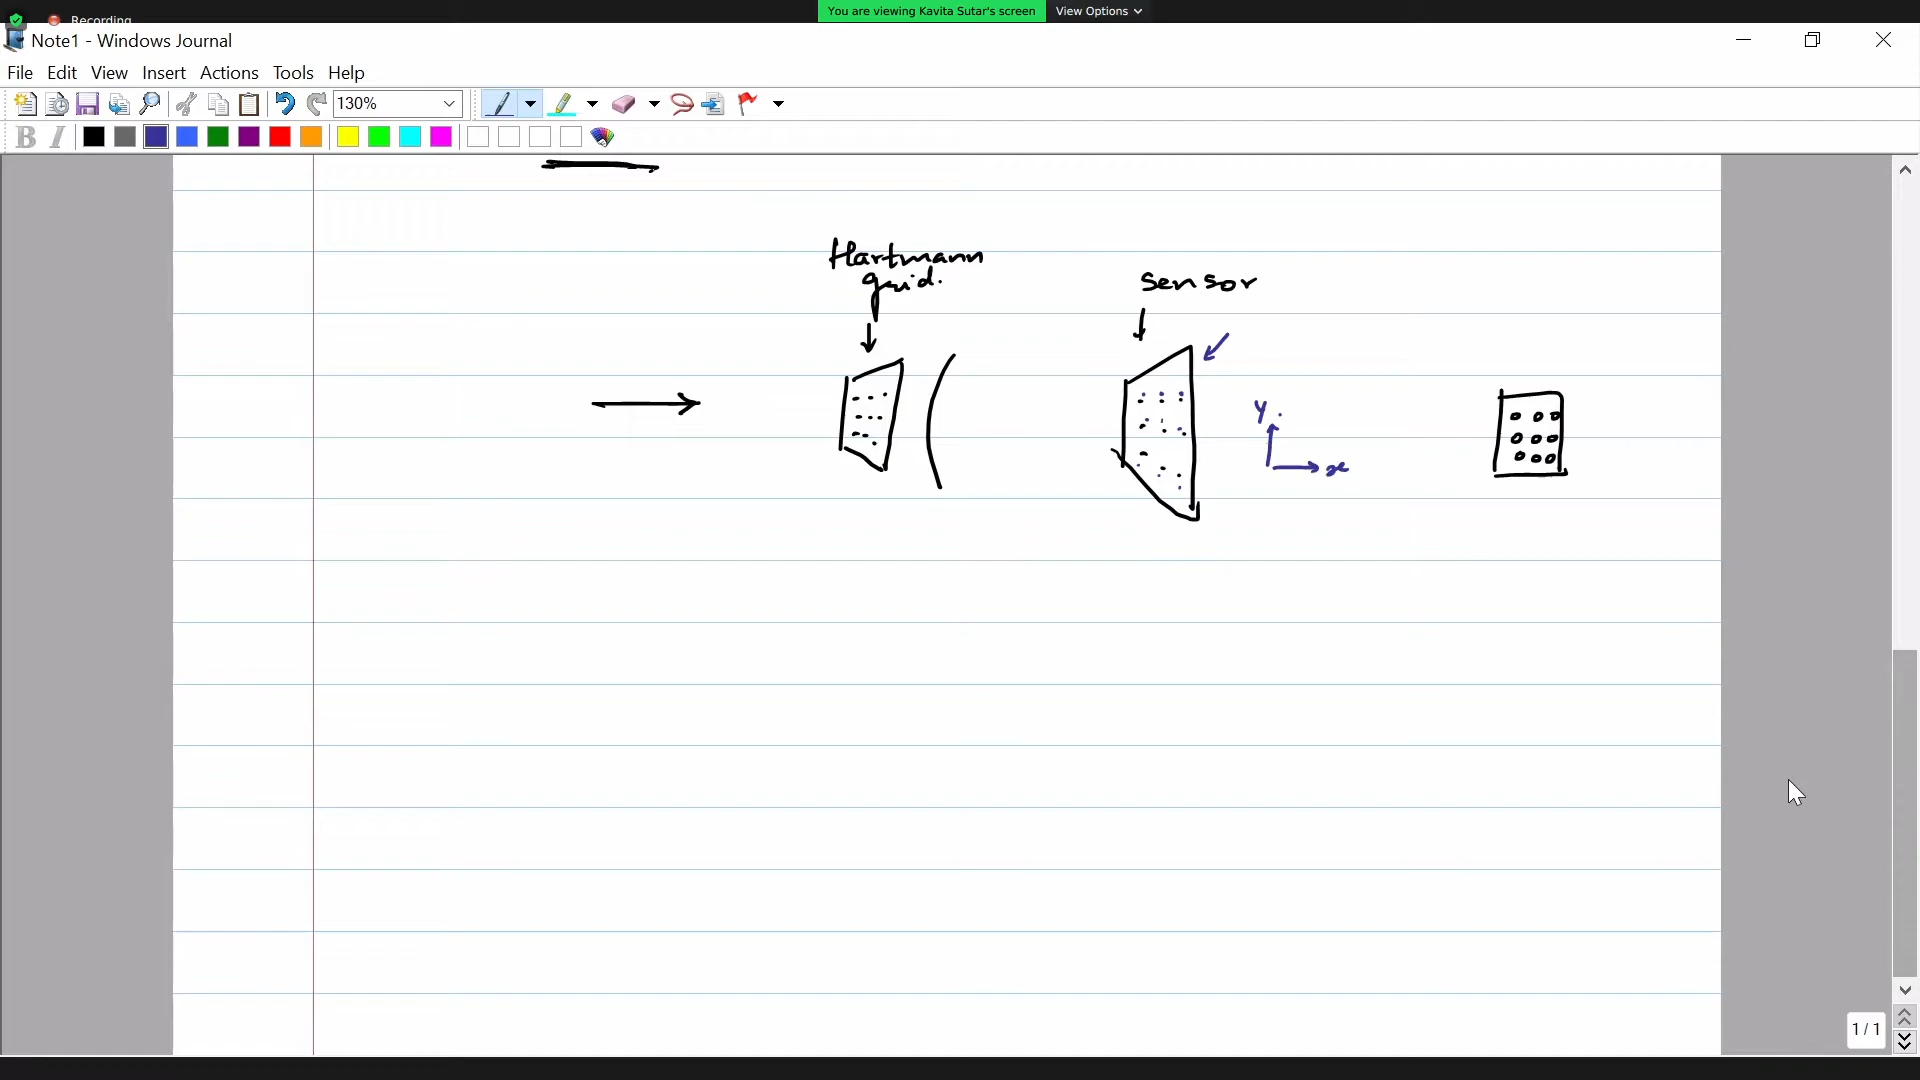 Recording
You are viewing Kavita Sutar's screen
View Options
Note1 - Windows Journal
File Edit View Insert Actions Tools Help
130%
B I
Hartmann
grid.
sensor
y
x
1 / 1